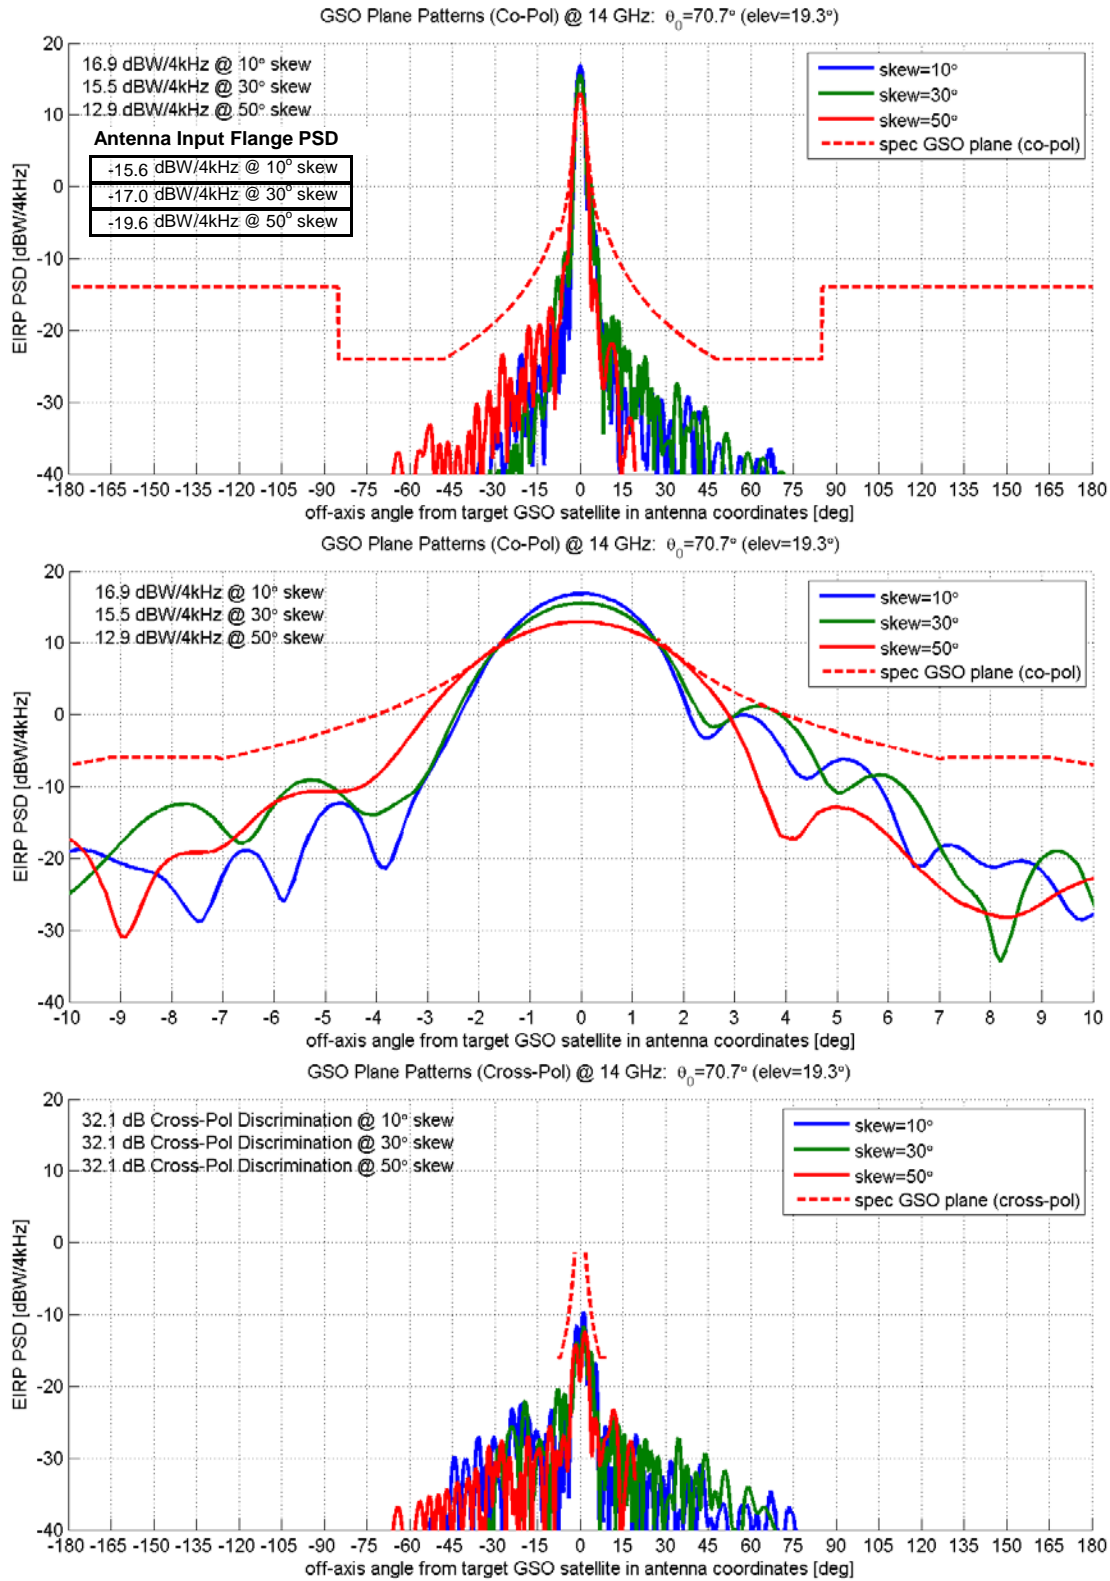 GSO Plane Patterns (Co-Pol) @ 14 GHz: θ0=70.7° (elev=19.3°)
16.9 dBW/4kHz @ 10° skew
15.5 dBW/4kHz @ 30° skew
12.9 dBW/4kHz @ 50° skew
Antenna Input Flange PSD
-15.6 dBW/4kHz @ 10° skew
-17.0 dBW/4kHz @ 30° skew
-19.6 dBW/4kHz @ 50° skew
skew=10°
skew=30°
skew=50°
spec GSO plane (co-pol)
EIRP PSD [dBW/4kHz]
20
10
0
-10
-20
-30
-40
-180 -165 -150 -135 -120 -105 -90 -75 -60 -45 -30 -15 0 15 30 45 60 75 90 105 120 135 150 165 180
off-axis angle from target GSO satellite in antenna coordinates [deg]
GSO Plane Patterns (Co-Pol) @ 14 GHz: θ0=70.7° (elev=19.3°)
16.9 dBW/4kHz @ 10° skew
15.5 dBW/4kHz @ 30° skew
12.9 dBW/4kHz @ 50° skew
skew=10°
skew=30°
skew=50°
spec GSO plane (co-pol)
EIRP PSD [dBW/4kHz]
20
10
0
-10
-20
-30
-40
-10 -9 -8 -7 -6 -5 -4 -3 -2 -1 0 1 2 3 4 5 6 7 8 9 10
off-axis angle from target GSO satellite in antenna coordinates [deg]
GSO Plane Patterns (Cross-Pol) @ 14 GHz: θ0=70.7° (elev=19.3°)
32.1 dB Cross-Pol Discrimination @ 10° skew
32.1 dB Cross-Pol Discrimination @ 30° skew
32.1 dB Cross-Pol Discrimination @ 50° skew
skew=10°
skew=30°
skew=50°
spec GSO plane (cross-pol)
EIRP PSD [dBW/4kHz]
20
10
0
-10
-20
-30
-40
-180 -165 -150 -135 -120 -105 -90 -75 -60 -45 -30 -15 0 15 30 45 60 75 90 105 120 135 150 165 180
off-axis angle from target GSO satellite in antenna coordinates [deg]